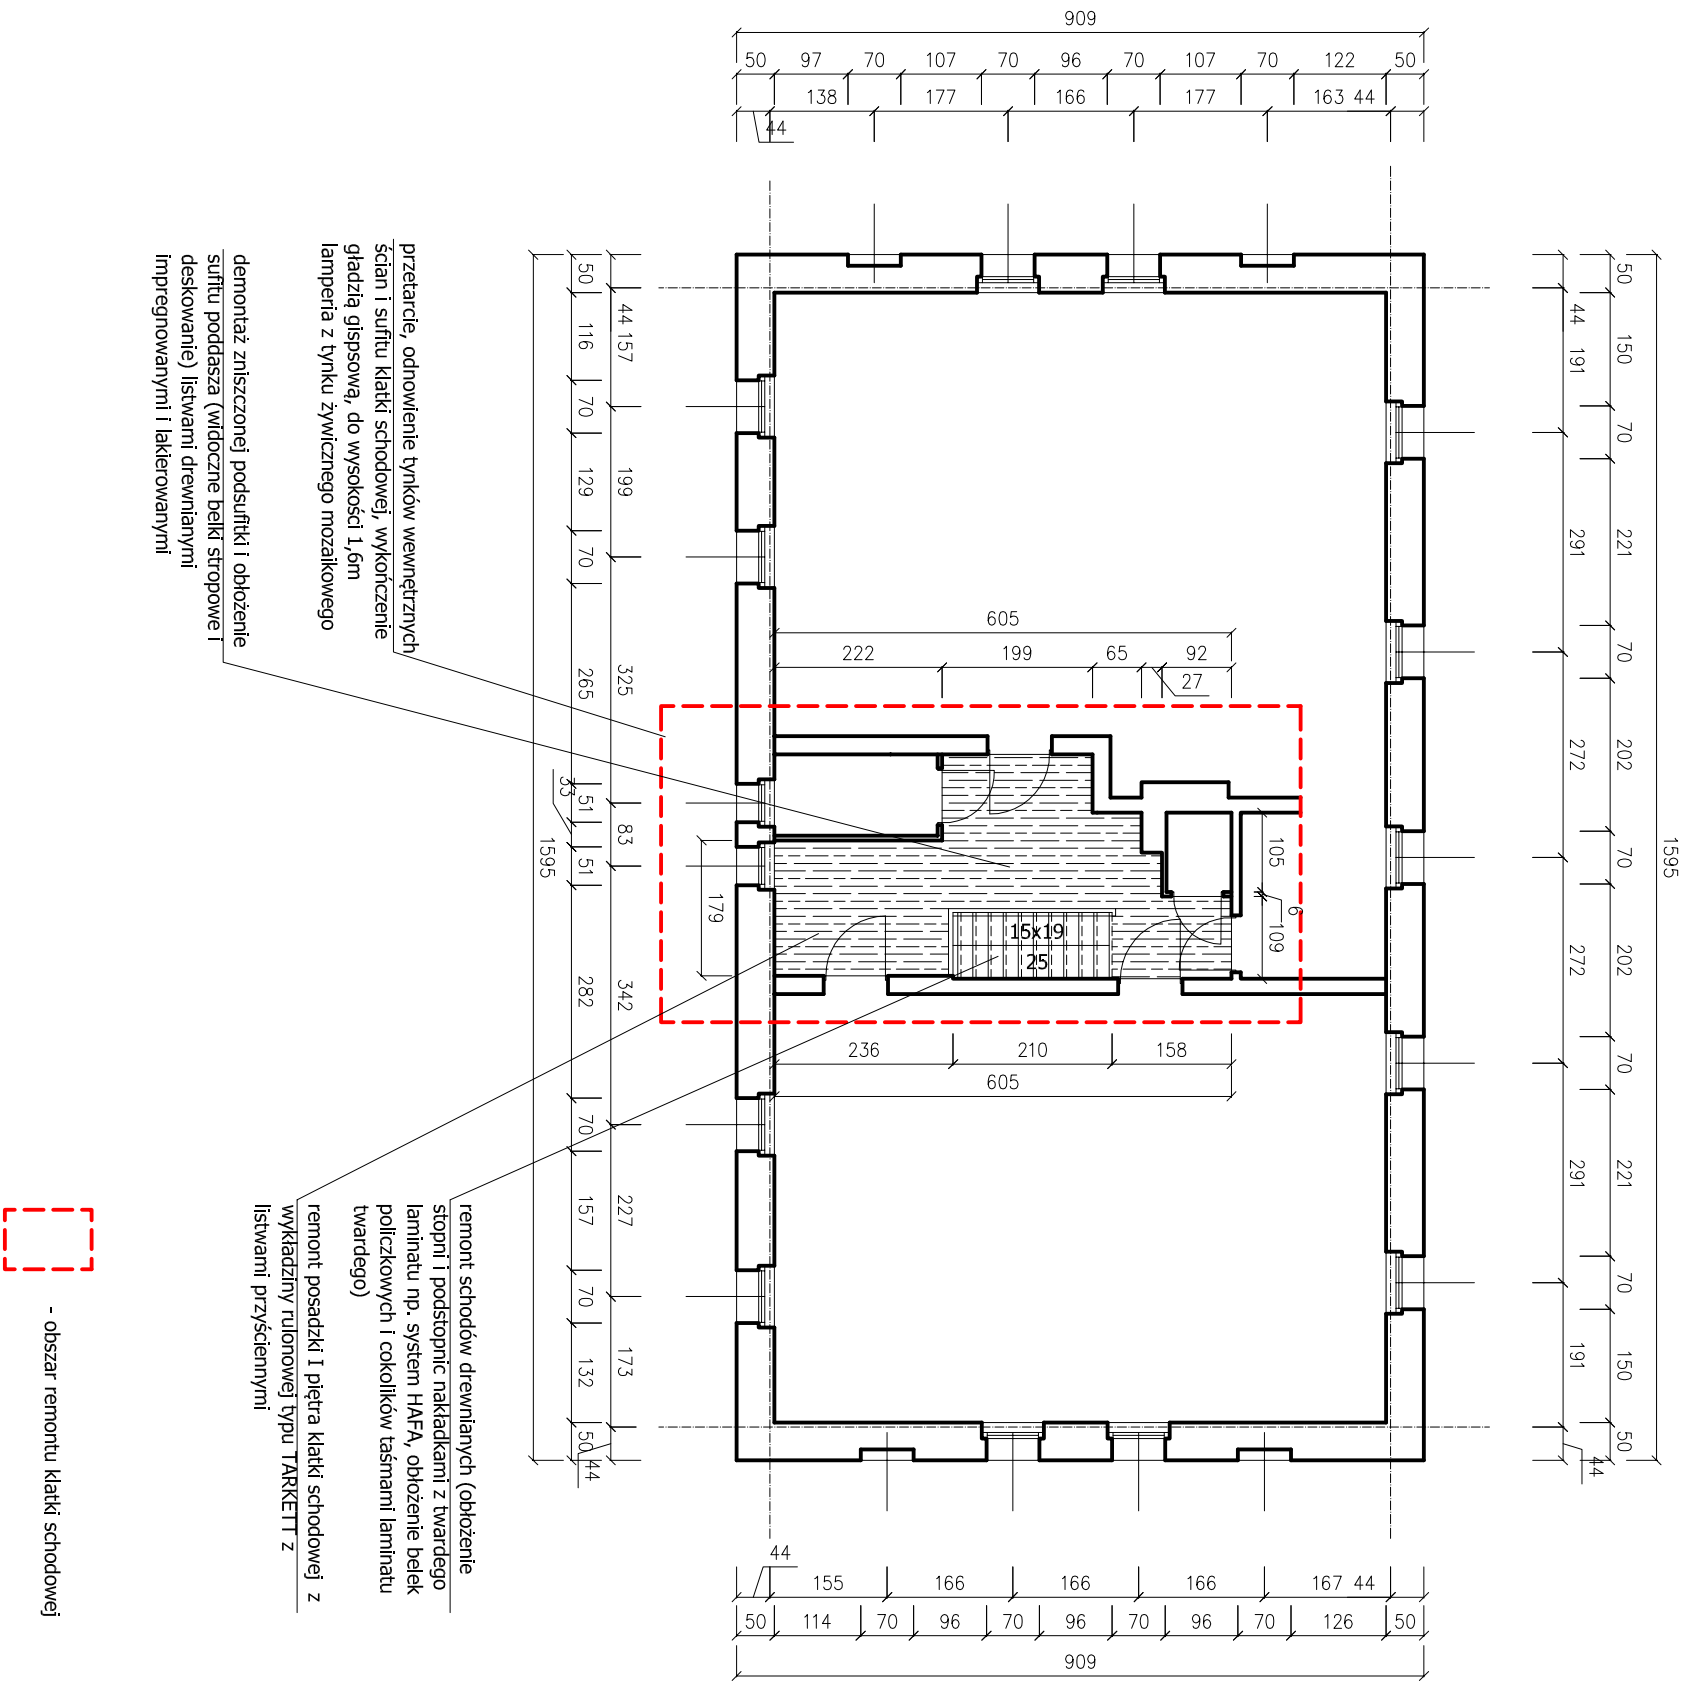 909
50 97 70 107 70 96 70 107 70 122 50
138 177 166 177 163 44
44
1595
50 150 70 221 70 202 70 202 70 221 70 150 50
44 191 291 272 272 291 191 44
605
222 199 65 92
27
105
6
109
15x19
25
179
236 210 158
605
44 157 199 325 83 342 227 173 44
50 116 70 129 70 265 51 51 282 70 157 70 132 50
53
1595
44
155 166 166 166 167 44
50 114 70 96 70 96 70 96 70 126 50
909
przetarcie, odnowienie tynków wewnętrznych
ścian i sufitu klatki schodowej, wykończenie
gładzią gispsową, do wysokości 1,6m
lamperia z tynku żywicznego mozaikowego
demontaż zniszczonej podsufitki i obłożenie
sufitu poddasza (widoczne belki stropowe i
deskowanie) listwami drewnianymi
impregnowanymi i lakierowanymi
remont schodów drewnianych (obłożenie
stopni i podstopnic nakładkami z twardego
laminatu np. system HAFA, obłożenie belek
policzkowych i cokolików taśmami laminatu
twardego)
remont posadzki I piętra klatki schodowej z
wykładziny rulonowej typu TARKETT z
listwami przyściennymi
- obszar remontu klatki schodowej